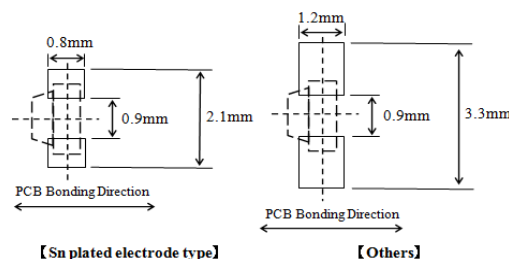 0.8mm
0.9mm
2.1mm
PCB Bonding Direction
【Sn plated electrode type】
1.2mm
0.9mm
3.3mm
PCB Bonding Direction
【Others】